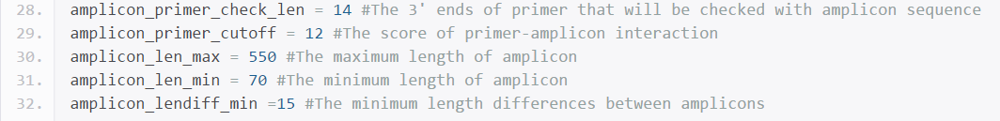 28. amplicon_primer_check_len = 14 #The 3' ends of primer that will be checked with amplicon sequence
29. amplicon_primer_cutoff = 12 #The score of primer-amplicon interaction
30. amplicon_len_max = 550 #The maximum length of amplicon
31. amplicon_len_min = 70 #The minimum length of amplicon
32. amplicon_lendiff_min =15 #The minimum length differences between amplicons